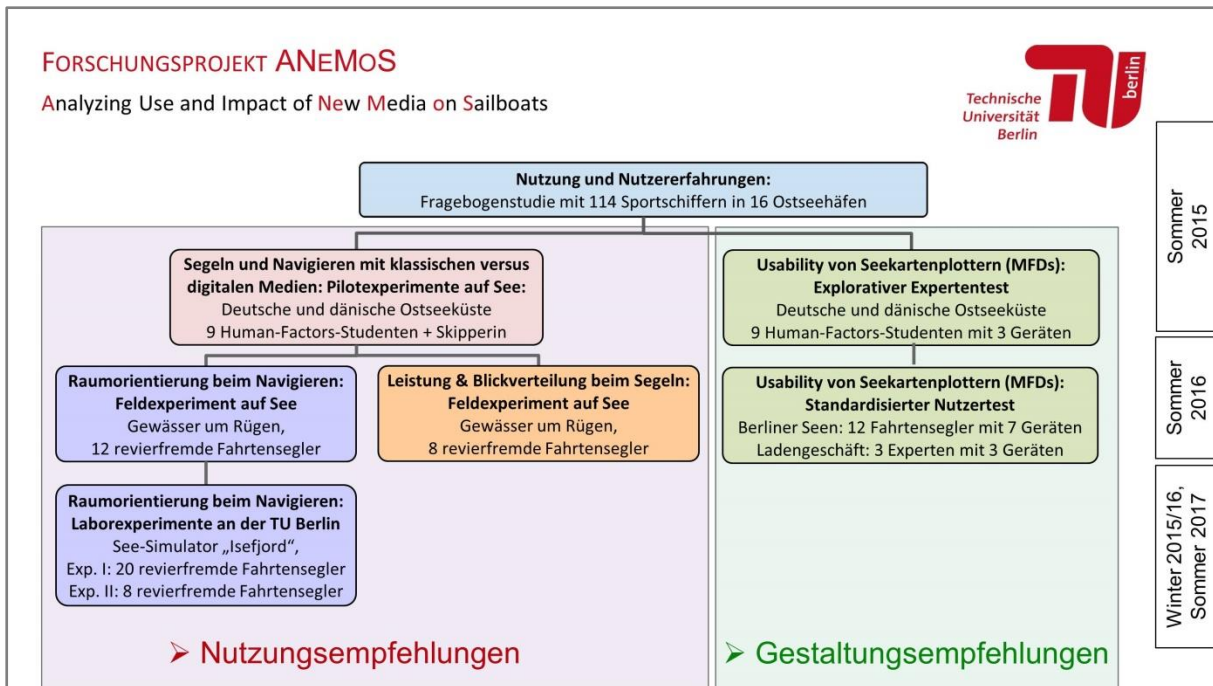 FORSCHUNGSPROJEKT ANEMOS
Analyzing Use and Impact of New Media on Sailboats
Technische
Universität
Berlin
berlin
Nutzung und Nutzererfahrungen:
Fragebogenstudie mit 114 Sportschiffern in 16 Ostseehäfen
Segeln und Navigieren mit klassischen versus
digitalen Medien: Pilotexperimente auf See:
Deutsche und dänische Ostseeküste
9 Human-Factors-Studenten + Skipperin
Usability von Seekartenplottern (MFDs):
Explorativer Expertentest
Deutsche und dänische Ostseeküste
9 Human-Factors-Studenten mit 3 Geräten
Sommer
2015
Raumorientierung beim Navigieren:
Feldexperiment auf See
Gewässer um Rügen,
12 revierfremde Fahrtensegler
Leistung & Blickverteilung beim Segeln:
Feldexperiment auf See
Gewässer um Rügen,
8 revierfremde Fahrtensegler
Usability von Seekartenplottern (MFDs):
Standardisierter Nutzertest
Berliner Seen: 12 Fahrtensegler mit 7 Geräten
Ladengeschäft: 3 Experten mit 3 Geräten
Sommer
2016
Raumorientierung beim Navigieren:
Laborexperimente an der TU Berlin
See-Simulator „Isefjord“,
Exp. I: 20 revierfremde Fahrtensegler
Exp. II: 8 revierfremde Fahrtensegler
Winter 2015/16,
Sommer 2017
➢ Nutzungsempfehlungen
➢ Gestaltungsempfehlungen